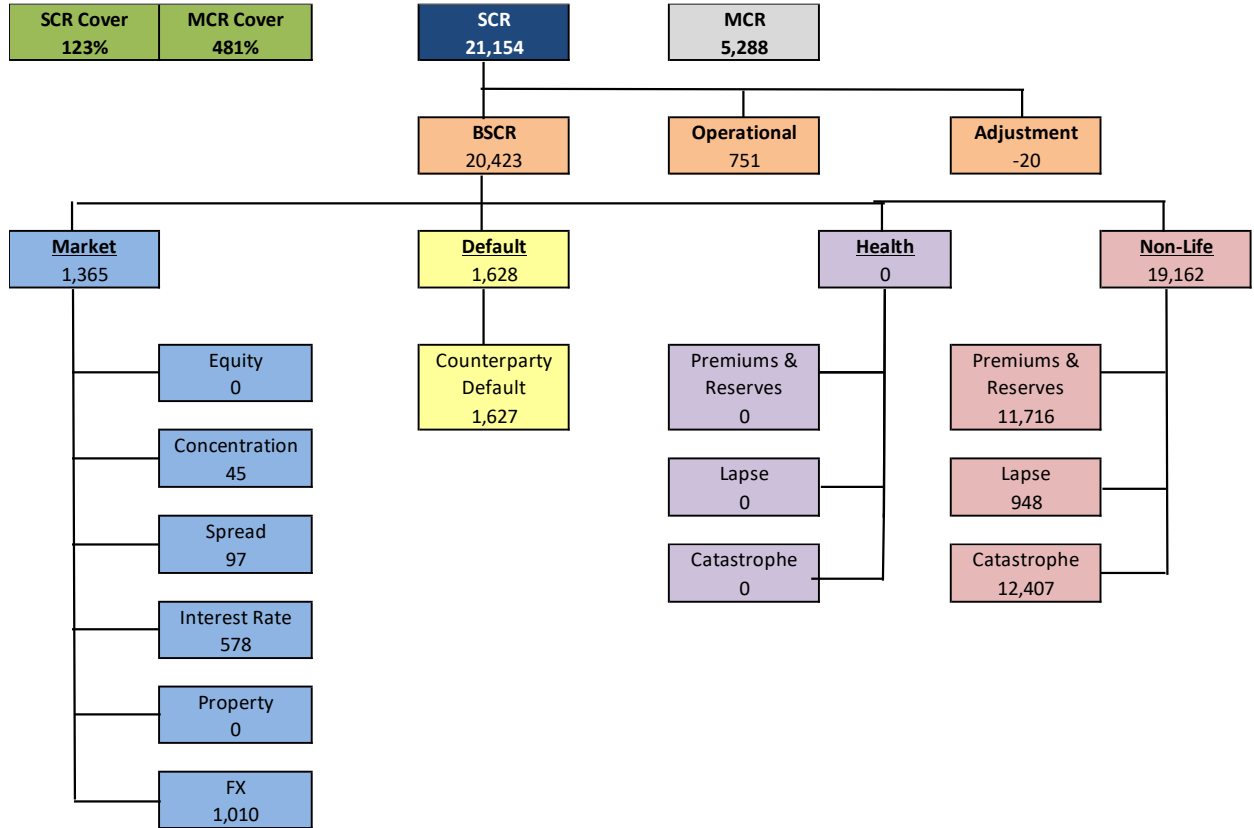 SCR Cover
123%
MCR Cover
481%
SCR
21,154
MCR
5,288
BSCR
20,423
Operational
751
Adjustment
-20
Market
1,365
Default
1,628
Health
0
Non-Life
19,162
Equity
0
Concentration
45
Spread
97
Interest Rate
578
Property
0
FX
1,010
Counterparty
Default
1,627
Premiums &
Reserves
0
Lapse
0
Catastrophe
0
Premiums &
Reserves
11,716
Lapse
948
Catastrophe
12,407